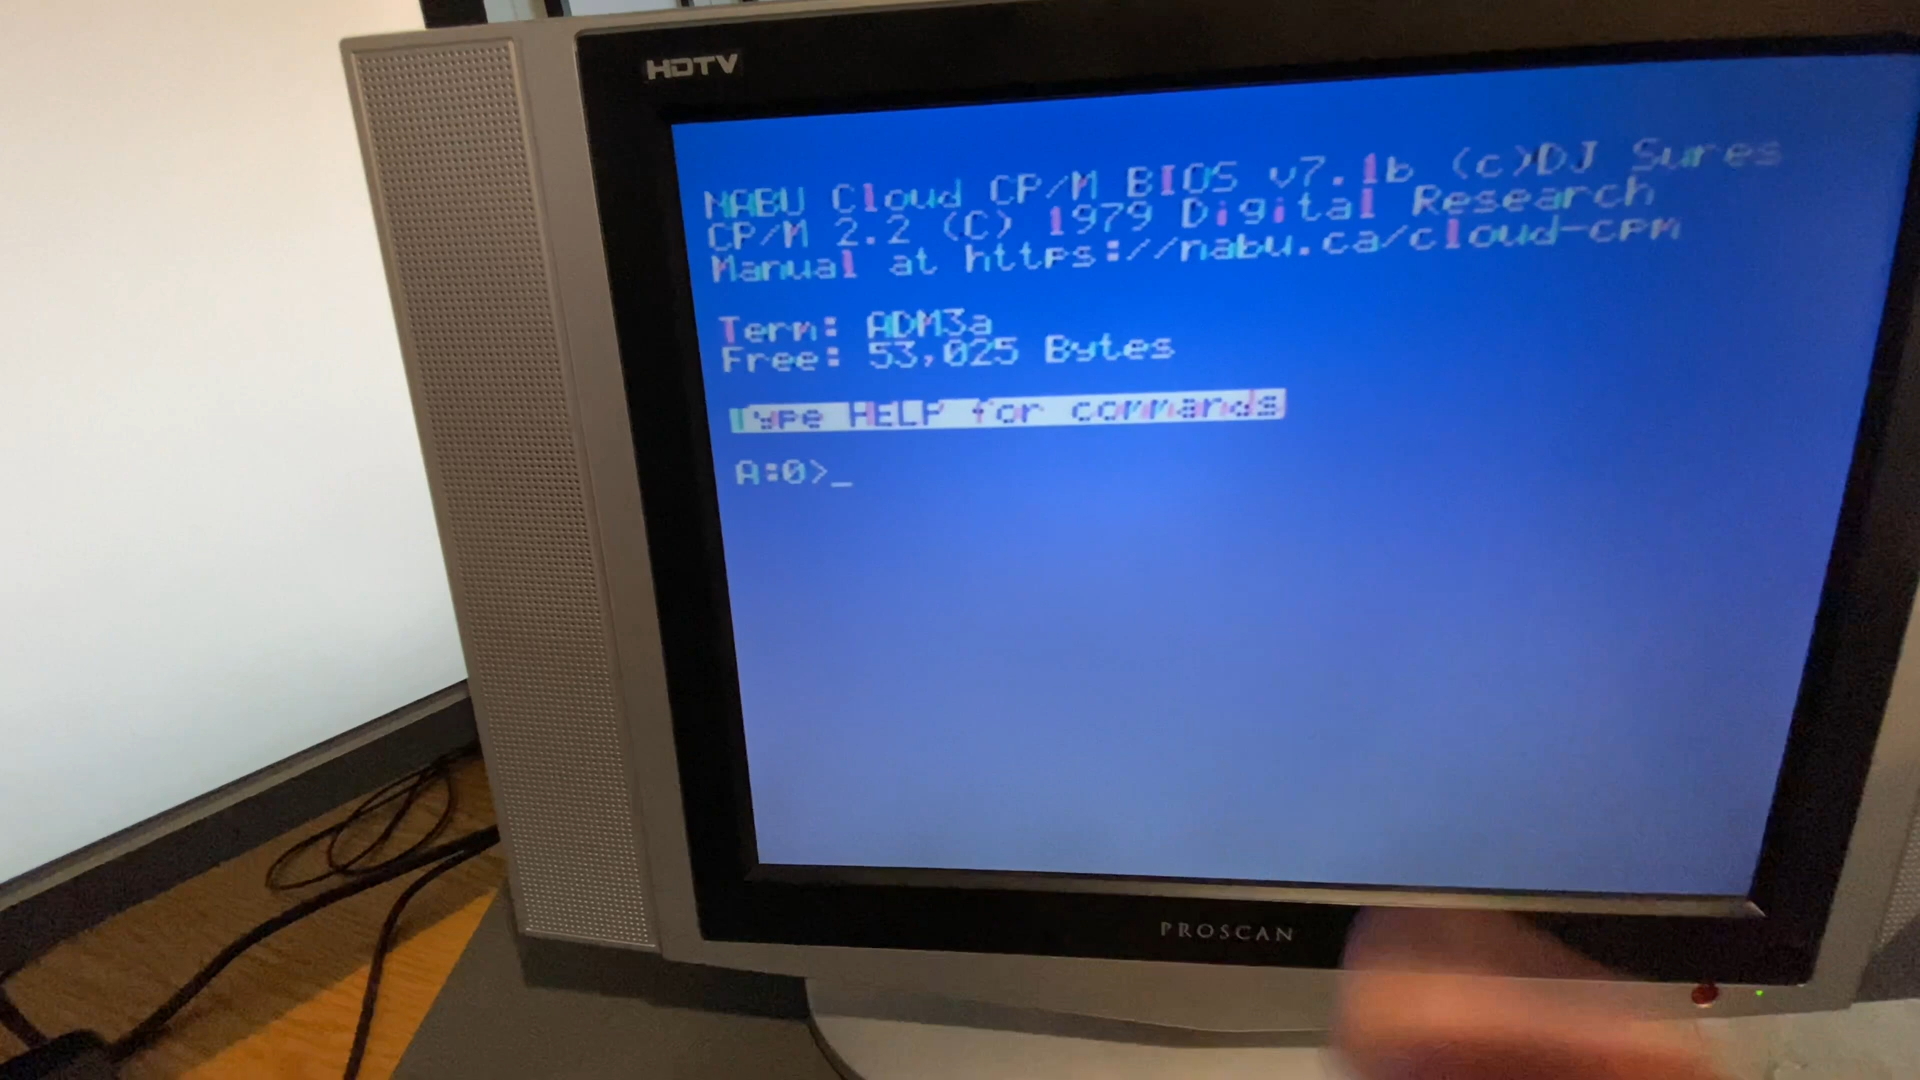 HDTV
NABU Cloud CP/M BIOS v7.1b (c)DJ Sures
CP/M 2.2 (C) 1979 Digital Research
Manual at https://nabu.ca/cloud-cpm
Term: ADM3a
Free: 53,025 Bytes
Type HELP for commands
A:0>_
PROSCAN